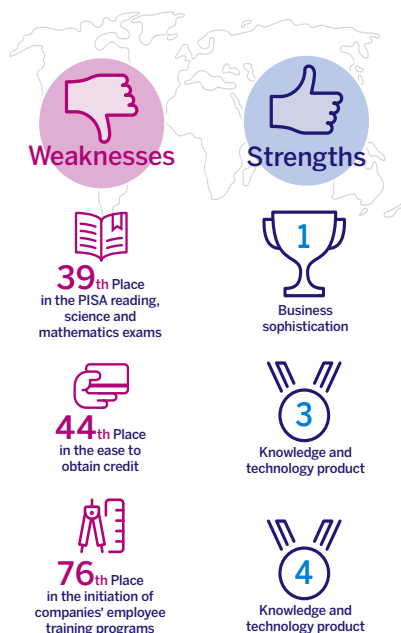 Weaknesses
39th Place
in the PISA reading,
science and
mathematics exams
44th Place
in the ease to
obtain credit
76th Place
in the initiation of
companies' employee
training programs
Strengths
1
Business
sophistication
3
Knowledge and
technology product
4
Knowledge and
technology product